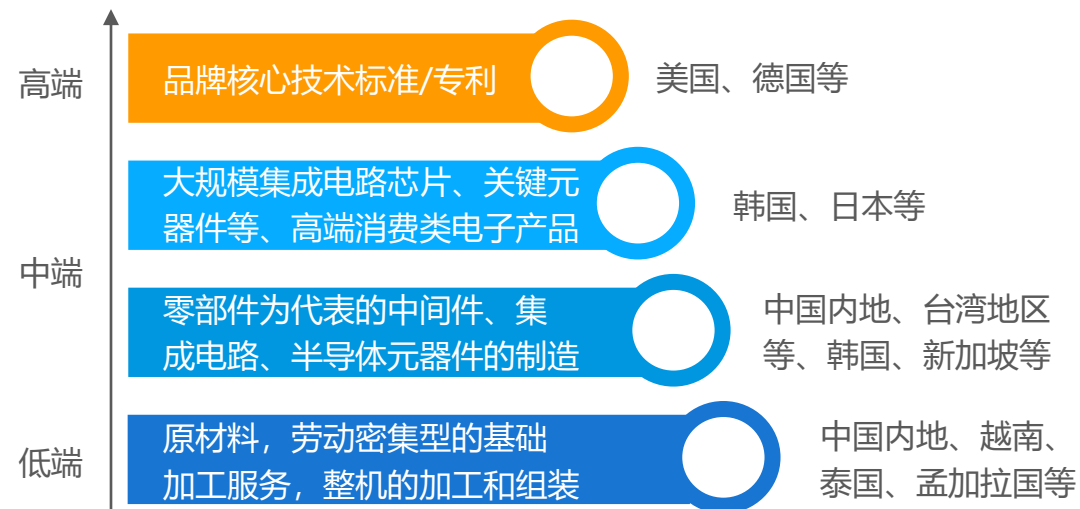 高端
品牌核心技术标准/专利
美国、德国等
大规模集成电路芯片、关键元
器件等、高端消费类电子产品
韩国、日本等
中端
零部件为代表的中间件、集
成电路、半导体元器件的制造
中国内地、台湾地区
等、韩国、新加坡等
低端
原材料，劳动密集型的基础
加工服务，整机的加工和组装
中国内地、越南、
泰国、孟加拉国等